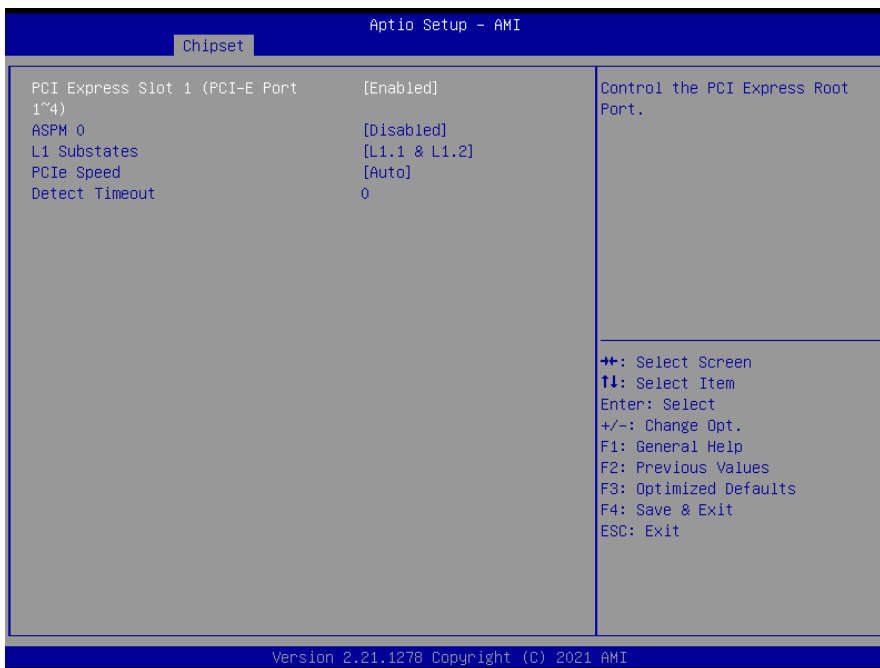 Aptio Setup – AMI
Chipset
PCI Express Slot 1 (PCI-E Port [Enabled]
1~4)
ASPM 0 [Disabled]
L1 Substates [L1.1 & L1.2]
PCIe Speed [Auto]
Detect Timeout 0
Control the PCI Express Root
Port.
→←: Select Screen
↑↓: Select Item
Enter: Select
+/-: Change Opt.
F1: General Help
F2: Previous Values
F3: Optimized Defaults
F4: Save & Exit
ESC: Exit
Version 2.21.1278 Copyright (C) 2021 AMI